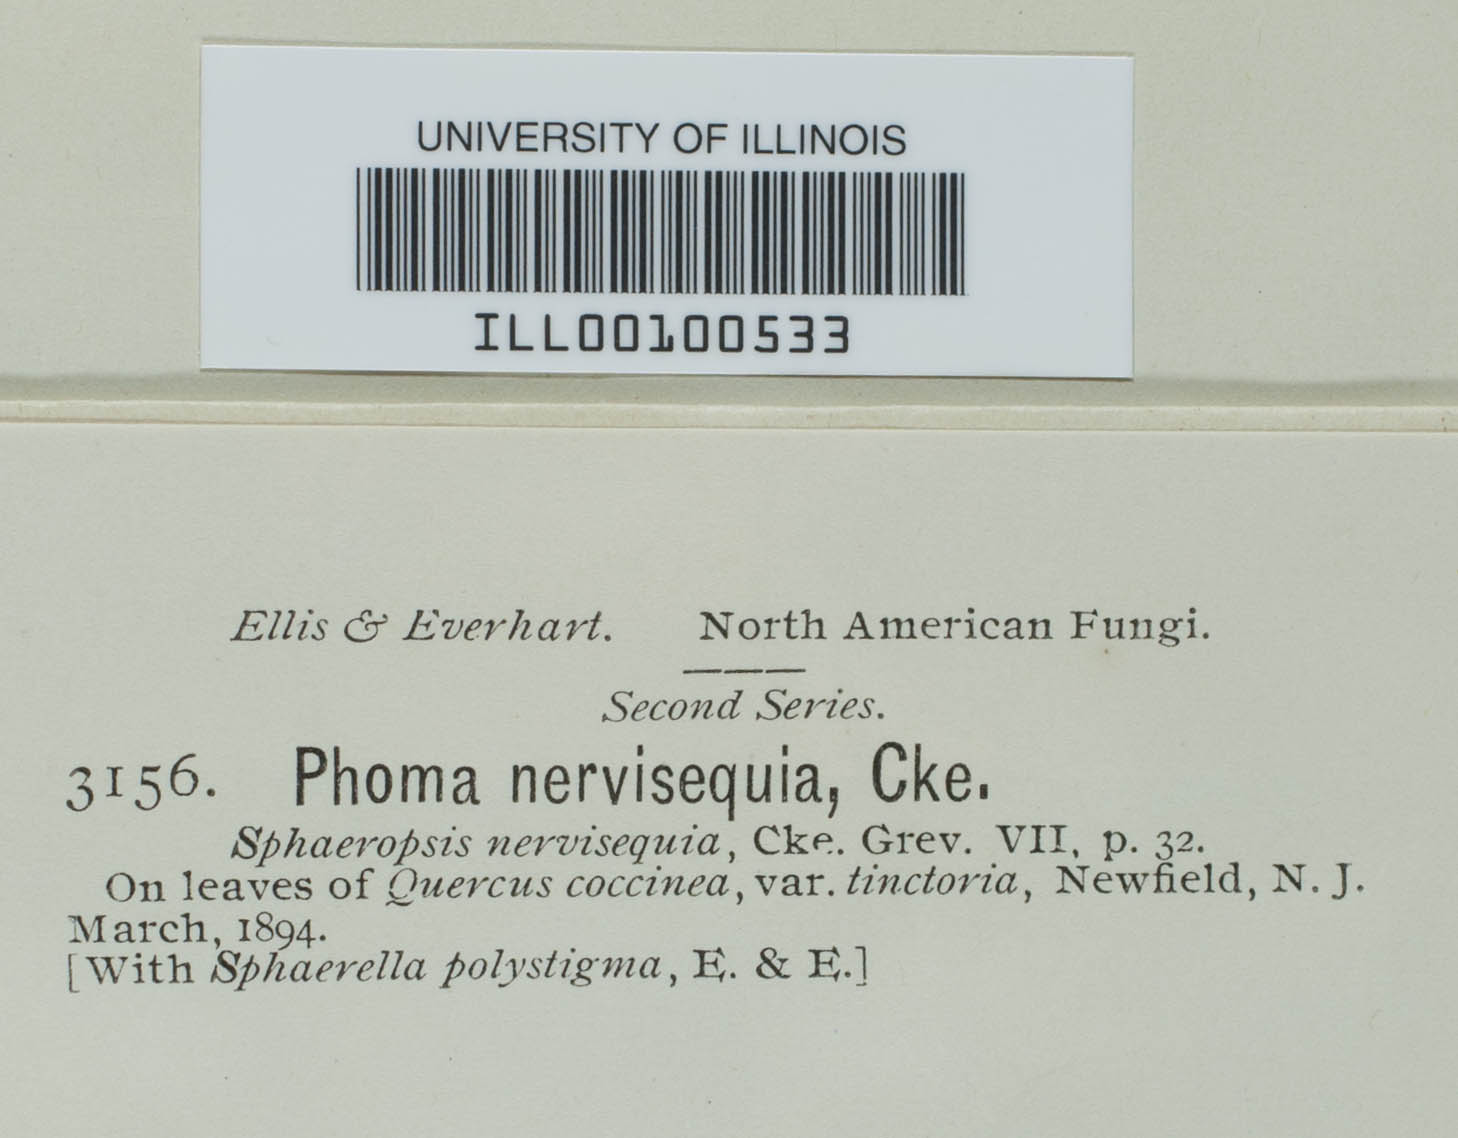 UNIVERSITY OF ILLINOIS
ILL00100533
Ellis & Everhart. North American Fungi.
Second Series.
3156. Phoma nervisequia, Cke.
Sphaeropsis nervisequia, Cke. Grev. VII, p. 32.
On leaves of Quercus coccinea, var. tinctoria, Newfield, N. J.
March, 1894.
[With Sphaerella polystigma, E. & E.]